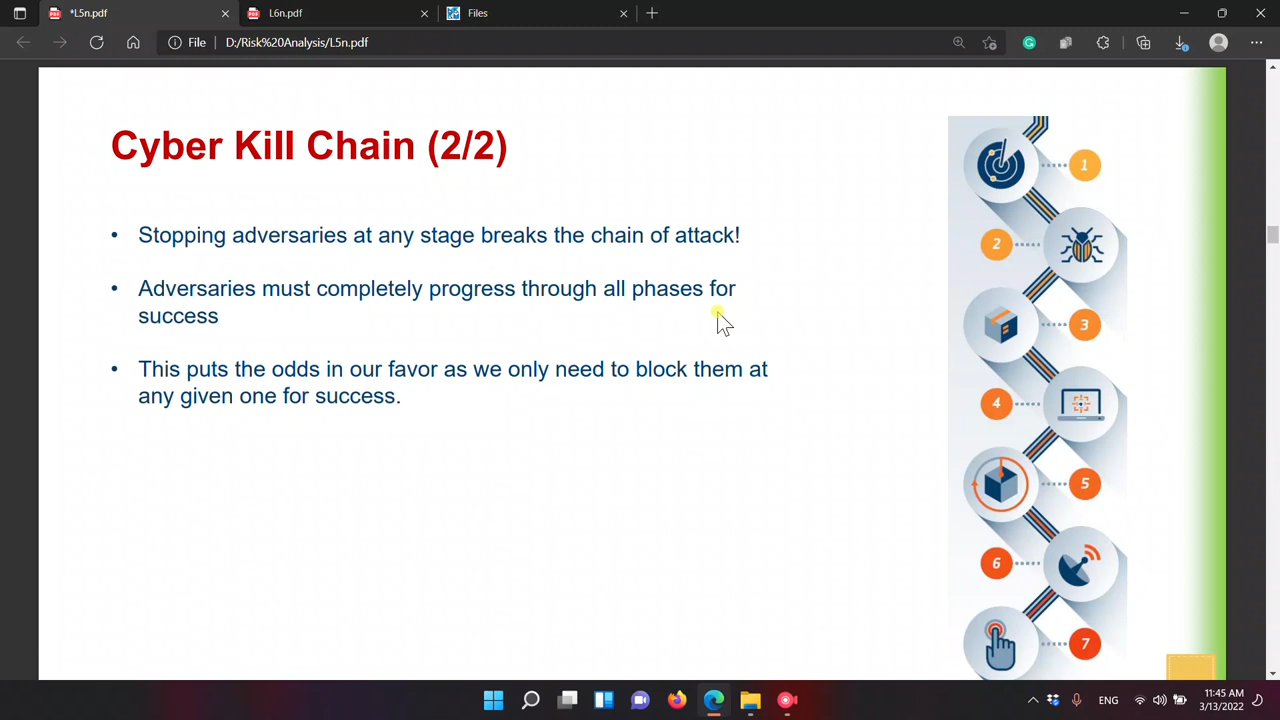 *L5n.pdf
L6n.pdf
Files
File
D:/Risk%20Analysis/L5n.pdf
Cyber Kill Chain (2/2)
• Stopping adversaries at any stage breaks the chain of attack!
• Adversaries must completely progress through all phases for
success
• This puts the odds in our favor as we only need to block them at
any given one for success.
1
2
3
4
5
6
7
ENG
11:45 AM
3/13/2022